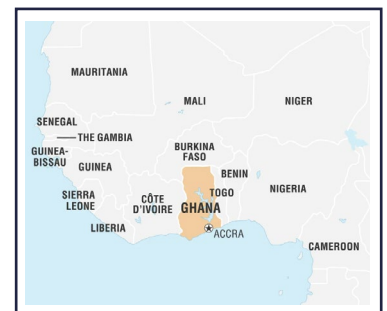 MAURITANIA
MALI
NIGER
SENEGAL
THE GAMBIA
GUINEA-
BISSAU
GUINEA
BURKINA
FASO
BENIN
TOGO
NIGERIA
SIERRA
LEONE
CÔTE
D'IVOIRE
GHANA
LIBERIA
ACCRA
CAMEROON